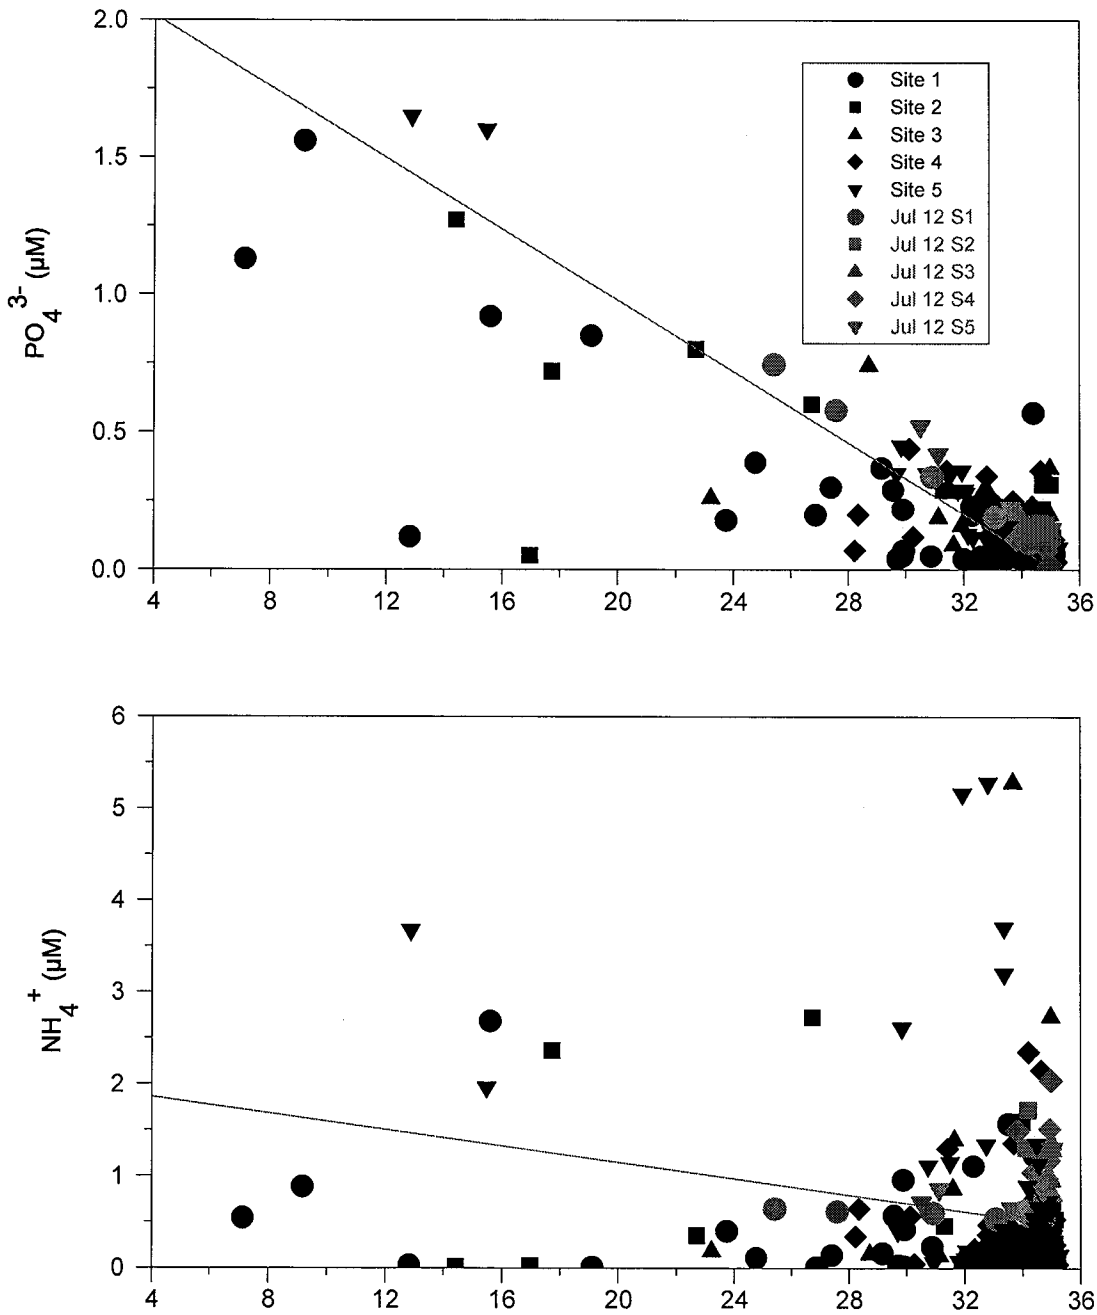 2.0
1.5
1.0
0.5
0.0
PO4 3- (µM)
Site 1
Site 2
Site 3
Site 4
Site 5
Jul 12 S1
Jul 12 S2
Jul 12 S3
Jul 12 S4
Jul 12 S5
4 8 12 16 20 24 28 32 36
6
5
4
3
2
1
0
NH4 + (µM)
4 8 12 16 20 24 28 32 36